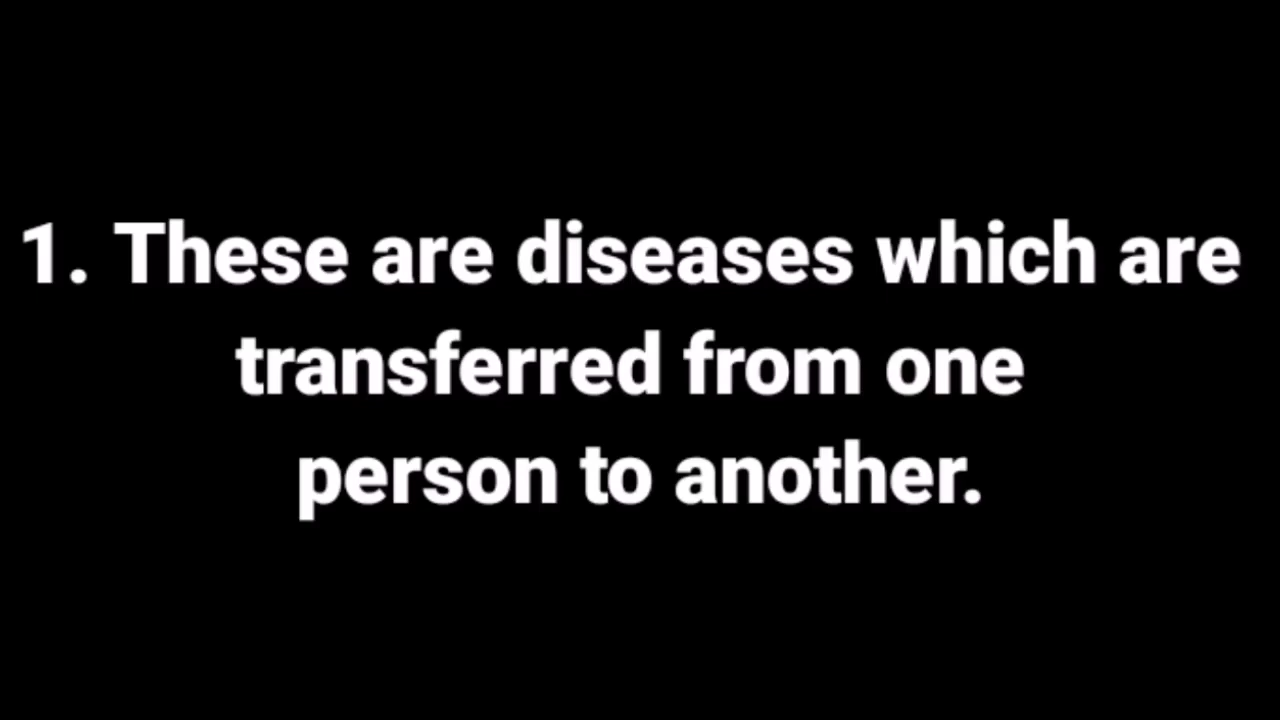 1. These are diseases which are
transferred from one
person to another.